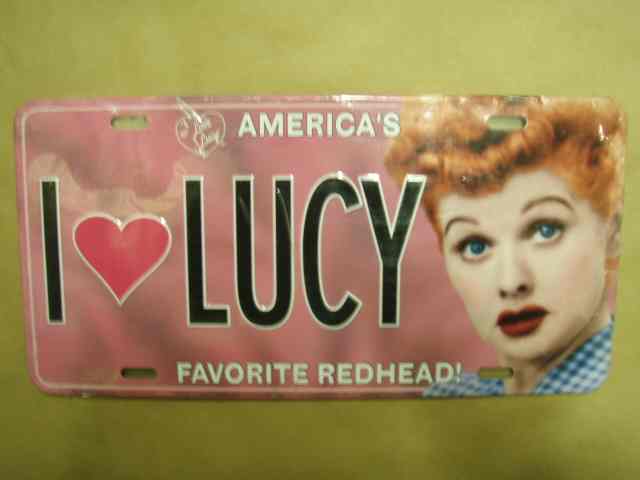 AMERICA'S
I ♥ LUCY
FAVORITE REDHEAD!